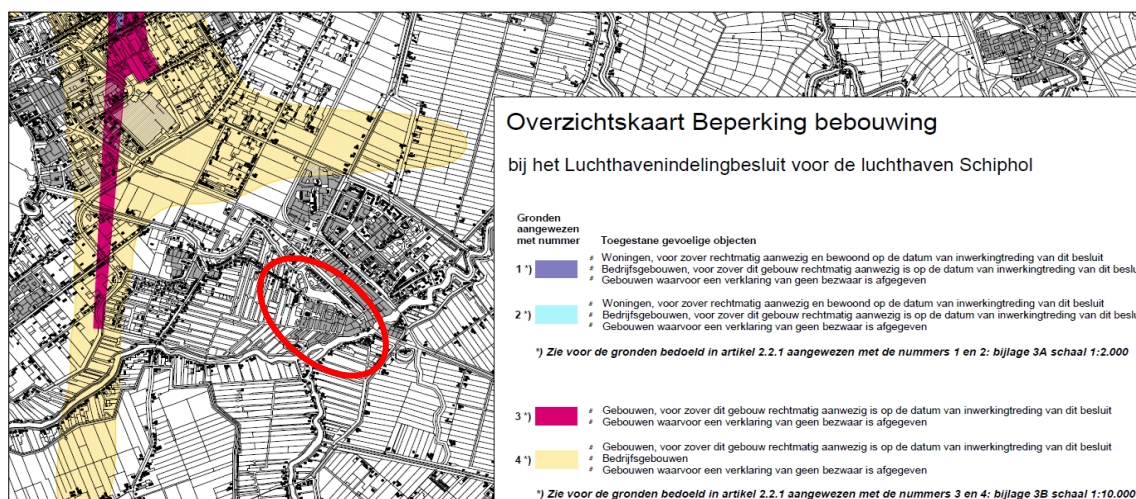 Overzichtskaart Beperking bebouwing
bij het Luchthavenindelingbesluit voor de luchthaven Schiphol
Gronden
aangewezen
met nummer Toegestane gevoelige objecten
1 *) # Woningen, voor zover rechtmatig aanwezig en bewoond op de datum van inwerkingtreding van dit besluit
# Bedrijfsgebouwen, voor zover dit gebouw rechtmatig aanwezig is op de datum van inwerkingtreding van dit beslu
# Gebouwen waarvoor een verklaring van geen bezwaar is afgegeven
2 *) # Woningen, voor zover rechtmatig aanwezig en bewoond op de datum van inwerkingtreding van dit besluit
# Bedrijfsgebouwen, voor zover dit gebouw rechtmatig aanwezig is op de datum van inwerkingtreding van dit beslu
# Gebouwen waarvoor een verklaring van geen bezwaar is afgegeven
*) Zie voor de gronden bedoeld in artikel 2.2.1 aangewezen met de nummers 1 en 2: bijlage 3A schaal 1:2.000
3 *) # Gebouwen, voor zover dit gebouw rechtmatig aanwezig is op de datum van inwerkingtreding van dit besluit
# Gebouwen waarvoor een verklaring van geen bezwaar is afgegeven
4 *) # Gebouwen, voor zover dit gebouw rechtmatig aanwezig is op de datum van inwerkingtreding van dit besluit
# Bedrijfsgebouwen
# Gebouwen waarvoor een verklaring van geen bezwaar is afgegeven
*) Zie voor de gronden bedoeld in artikel 2.2.1 aangewezen met de nummers 3 en 4: bijlage 3B schaal 1:10.000